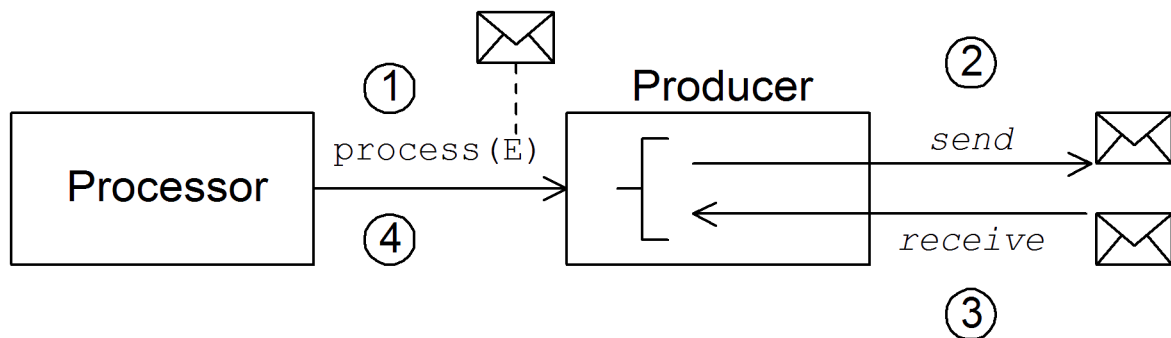 1
2
Producer
process(E)
send
Processor
4
receive
3